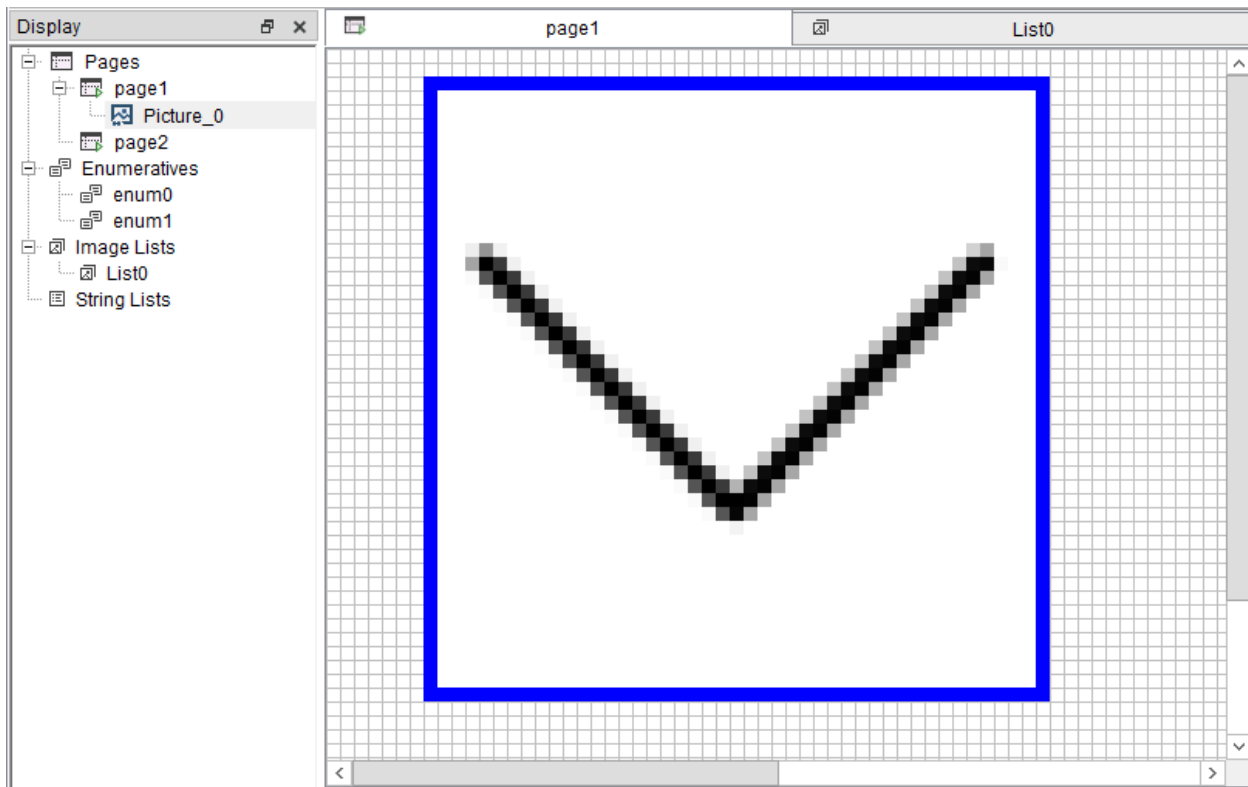 Display
Pages
page1
Picture_0
page2
Enumeratives
enum0
enum1
Image Lists
List0
String Lists
page1
List0